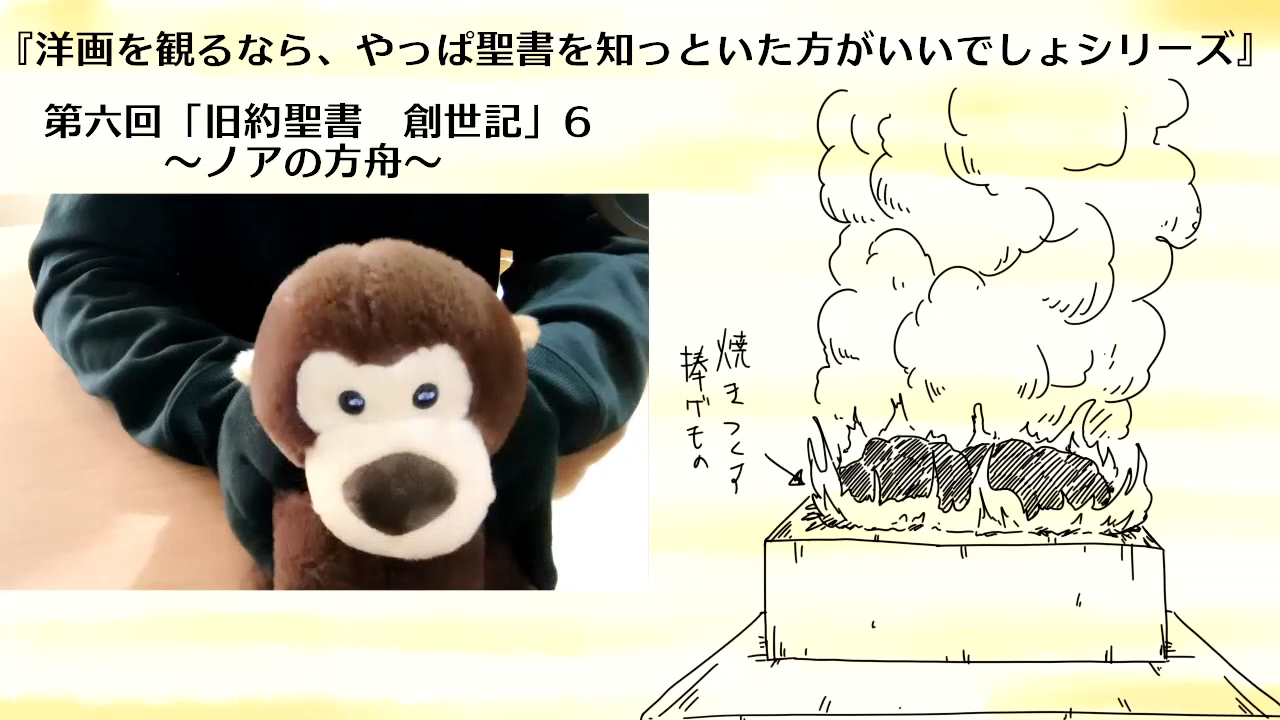 『洋画を観るなら、やっぱ聖書を知っといた方がいいでしょシリーズ』
第六回「旧約聖書　創世記」6
～ノアの方舟～
焼きつくす
捧げもの